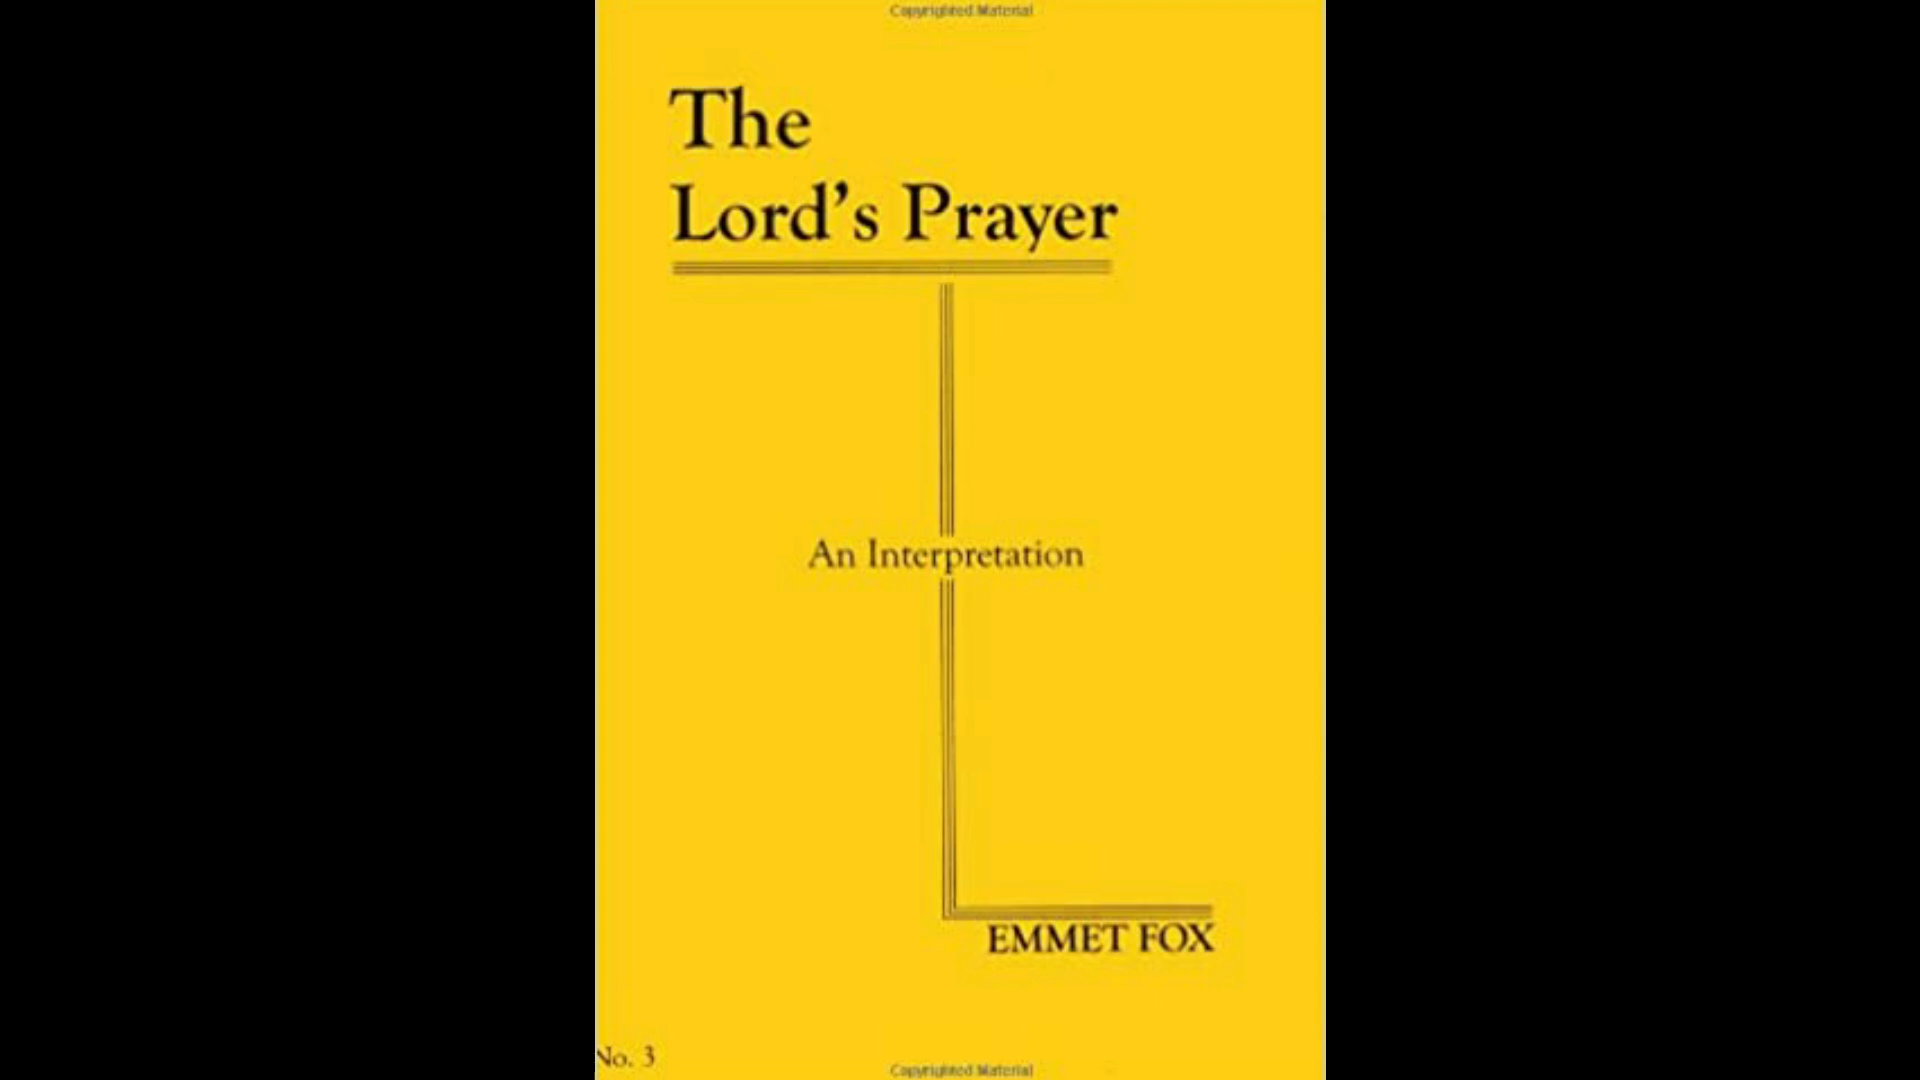 Copyrighted Material
The
Lord's Prayer
An Interpretation
EMMET FOX
No. 3
Copyrighted Material